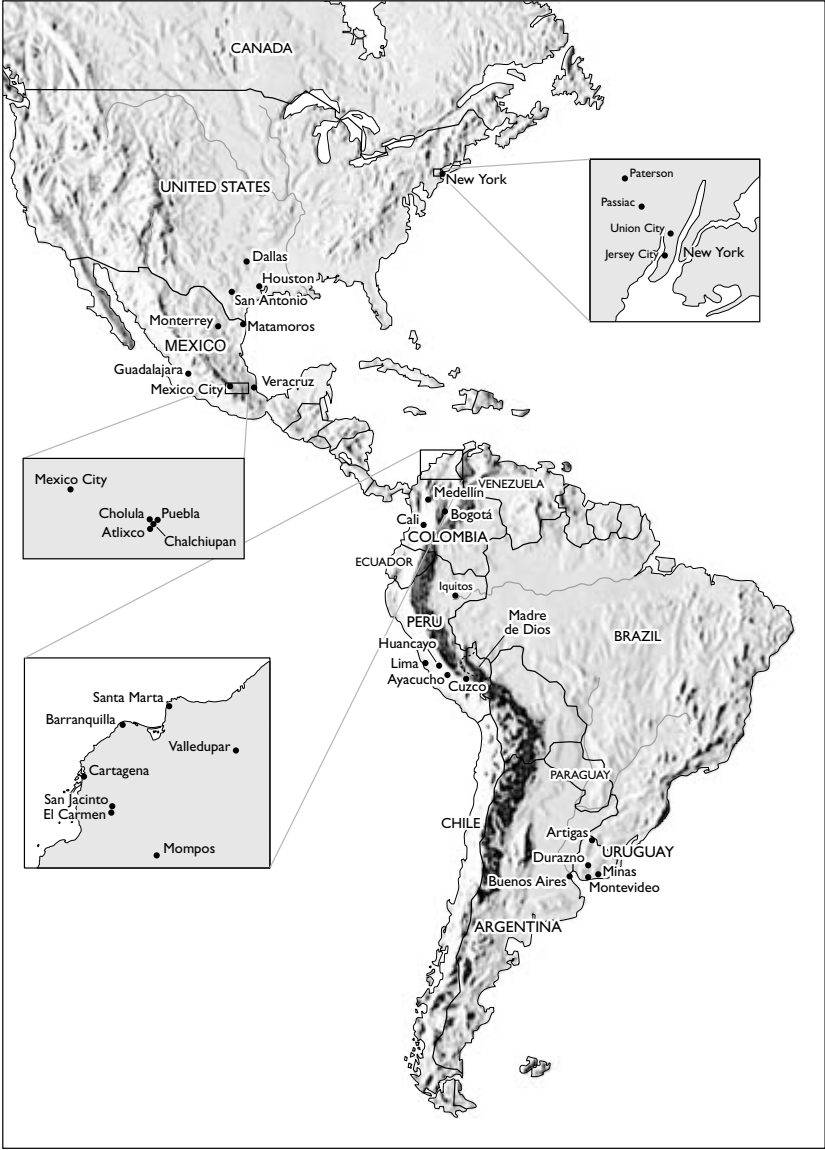 CANADA
UNITED STATES
New York
Paterson
Passiac
Union City
Jersey City
New York
Dallas
Houston
San Antonio
Monterrey
Matamoros
MEXICO
Guadalajara
Mexico City
Veracruz
Mexico City
Cholula
Puebla
Atlixco
Chalchiupan
VENEZUELA
Medellín
Bogotá
Cali
COLOMBIA
ECUADOR
Iquitos
PERU
Madre
de Dios
BRAZIL
Huancayo
Lima
Ayacucho
Cuzco
Santa Marta
Barranquilla
Valledupar
Cartagena
San Jacinto
El Carmen
Mompos
PARAGUAY
CHILE
Artigas
URUGUAY
Durazno
Minas
Buenos Aires
Montevideo
ARGENTINA